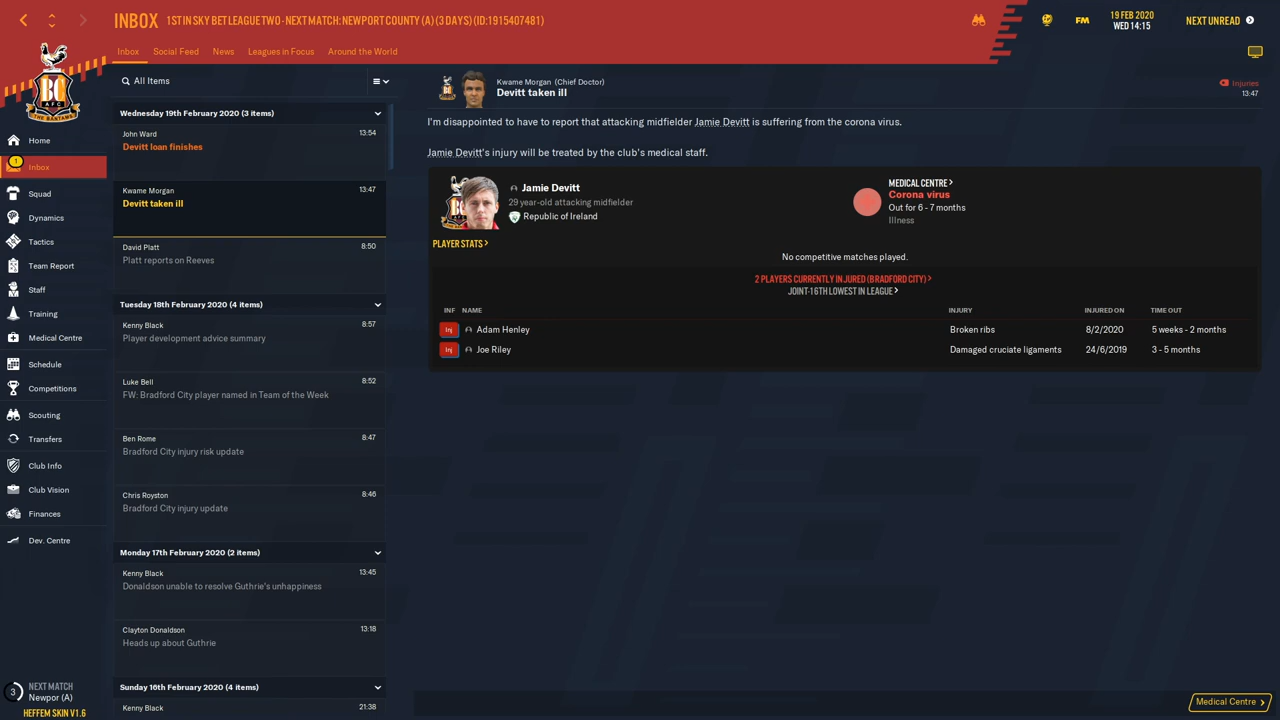 INBOX
1ST IN SKY BET LEAGUE TWO - NEXT MATCH: NEWPORT COUNTY (A) (3 DAYS) (ID:1915407481)
FM
19 FEB 2020
WED 14:15
NEXT UNREAD
Inbox
Social Feed
News
Leagues in Focus
Around the World
BC
AFC
THE BANTAMS
Home
1
Inbox
Squad
Dynamics
Tactics
Team Report
Staff
Training
Medical Centre
Schedule
Competitions
Scouting
Transfers
Club Info
Club Vision
Finances
Dev. Centre
3
NEXT MATCH
Newpor (A)
HEFFEM SKIN V1.6
All Items
Wednesday 19th February 2020 (3 items)
John Ward 13:54
Devitt loan finishes
Kwame Morgan 13:47
Devitt taken ill
David Platt 8:50
Platt reports on Reeves
Tuesday 18th February 2020 (4 items)
Kenny Black 8:57
Player development advice summary
Luke Bell 8:52
FW: Bradford City player named in Team of the Week
Ben Rome 8:47
Bradford City injury risk update
Chris Royston 8:46
Bradford City injury update
Monday 17th February 2020 (2 items)
Kenny Black 13:45
Donaldson unable to resolve Guthrie's unhappiness
Clayton Donaldson 13:18
Heads up about Guthrie
Sunday 16th February 2020 (4 items)
Kenny Black 21:38
Kwame Morgan (Chief Doctor)
Devitt taken ill
Injuries
13:47
I'm disappointed to have to report that attacking midfielder Jamie Devitt is suffering from the corona virus.
Jamie Devitt's injury will be treated by the club's medical staff.
Jamie Devitt
29 year-old attacking midfielder
Republic of Ireland
MEDICAL CENTRE
Corona virus
Out for 6 - 7 months
Illness
PLAYER STATS
No competitive matches played.
2 PLAYERS CURRENTLY INJURED (BRADFORD CITY)
JOINT-16TH LOWEST IN LEAGUE
INF NAME INJURY INJURED ON TIME OUT
Inj Adam Henley Broken ribs 8/2/2020 5 weeks - 2 months
Inj Joe Riley Damaged cruciate ligaments 24/6/2019 3 - 5 months
Medical Centre